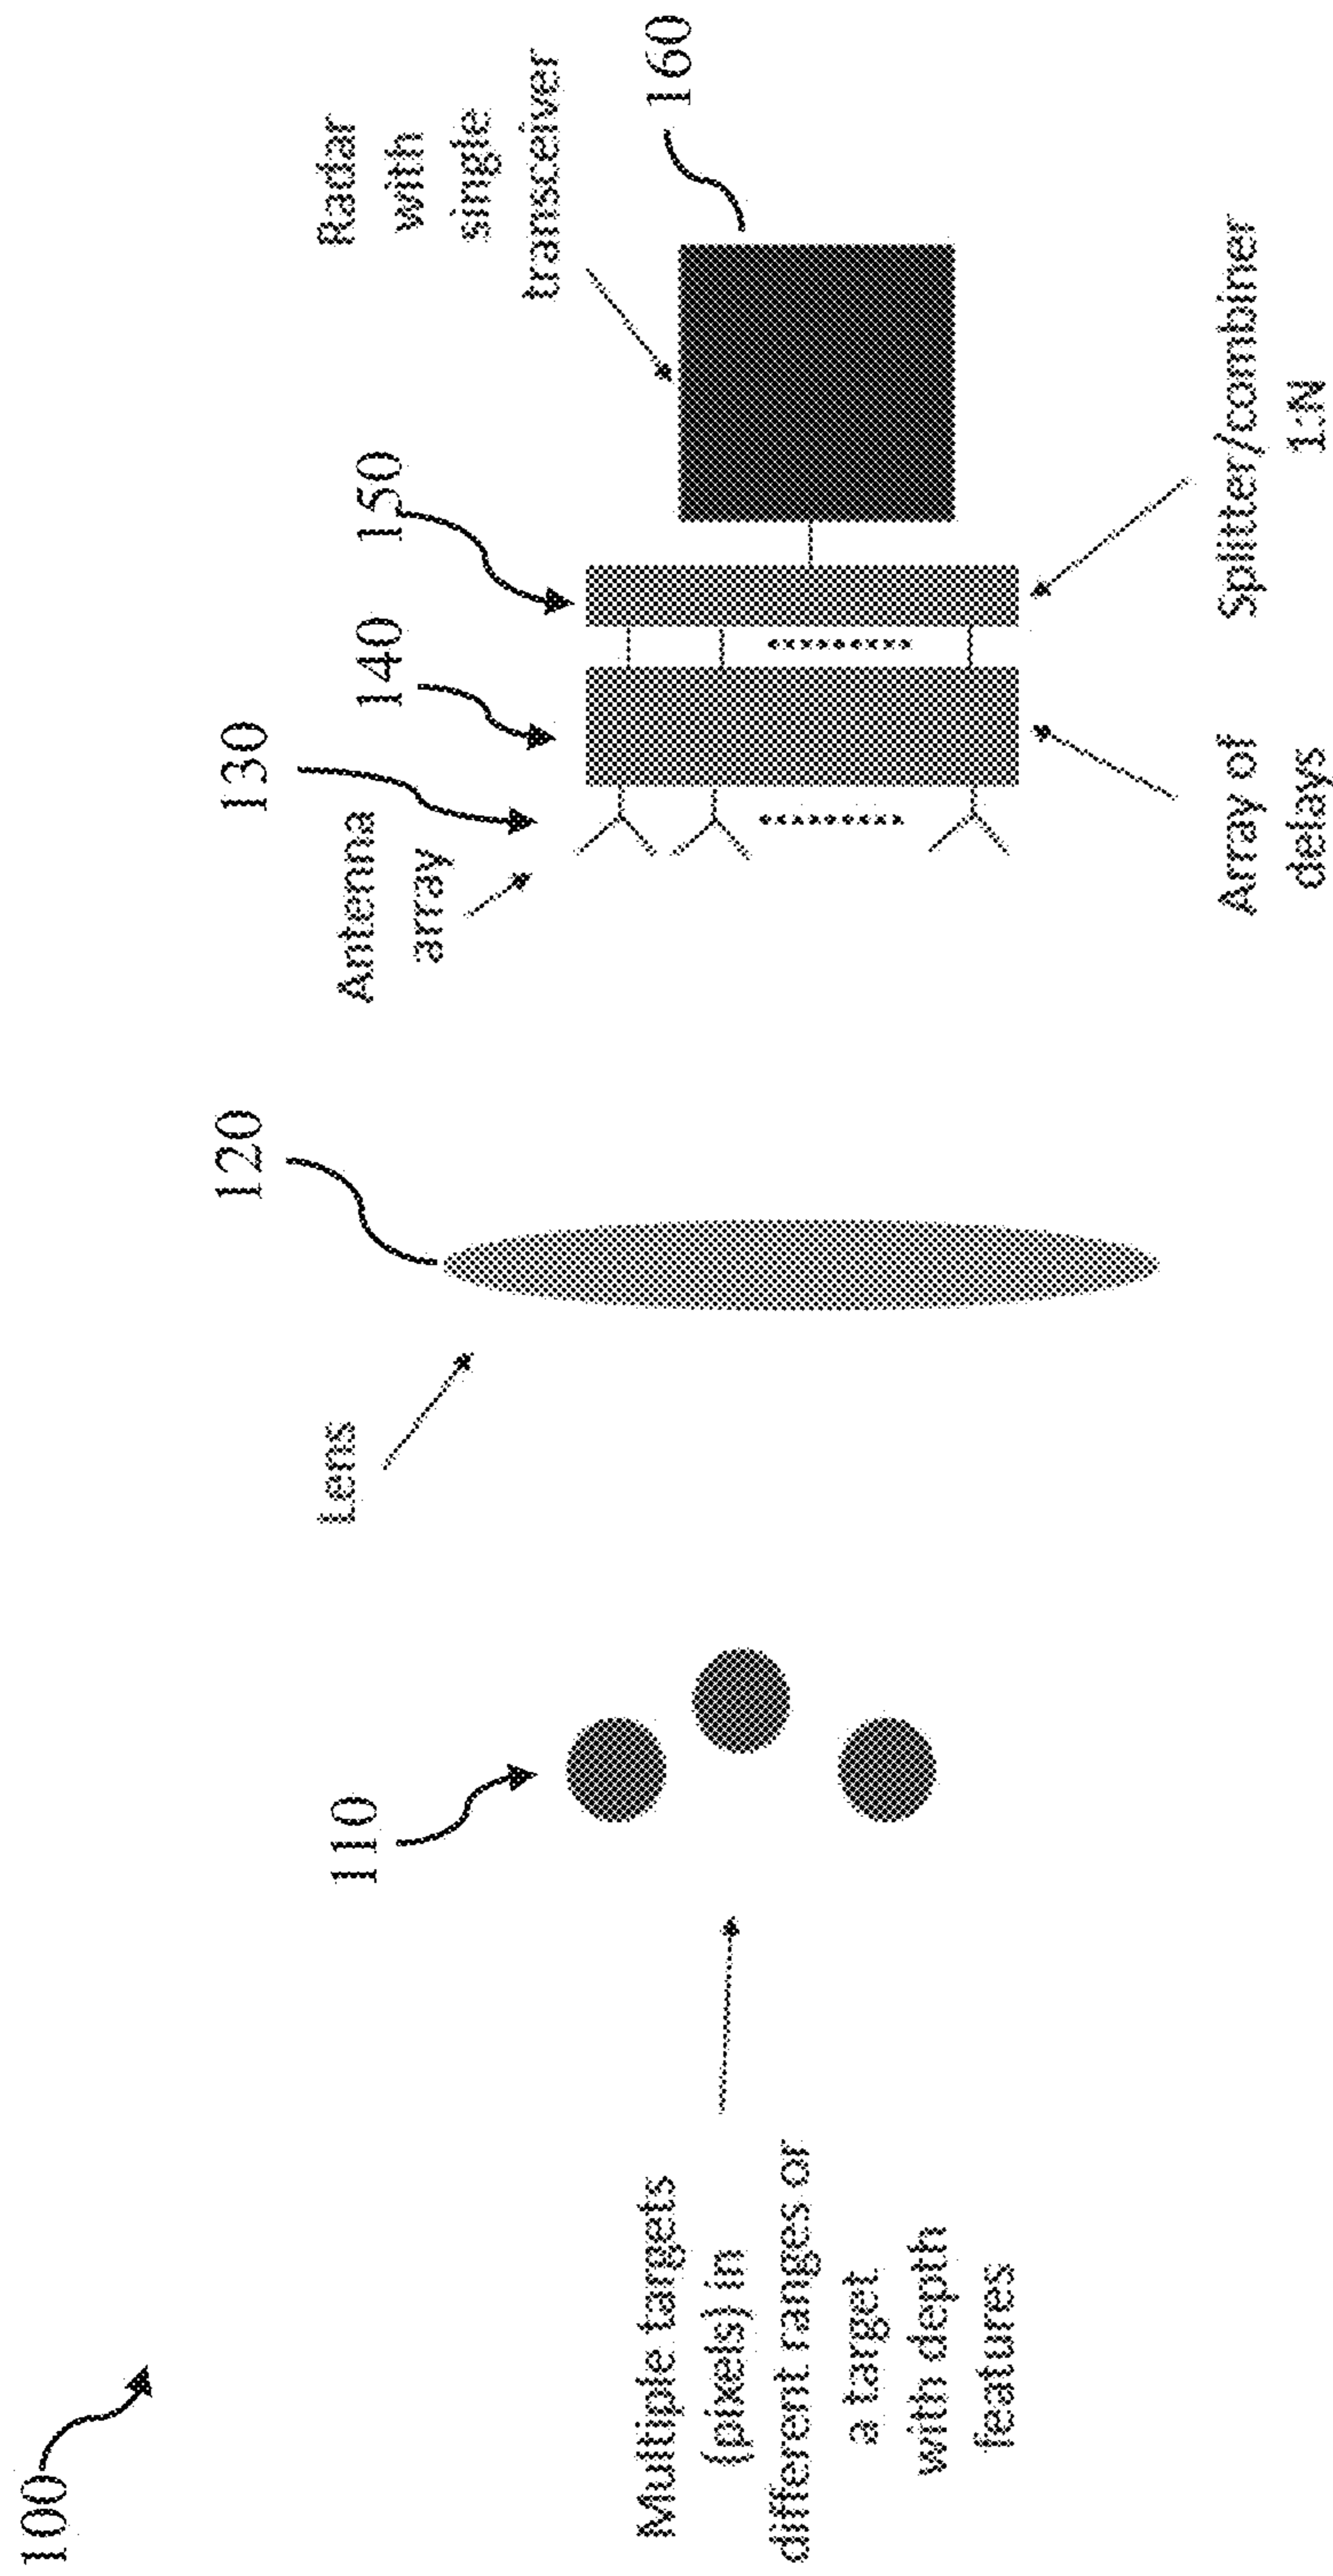 100
Multiple targets
(pixels) in
different ranges or
a target
with depth
features
110
Lens
120
Antenna
array
130
140
150
Array of
delays
Splitter/combiner
1:N
Radar
with
single
transceiver
160